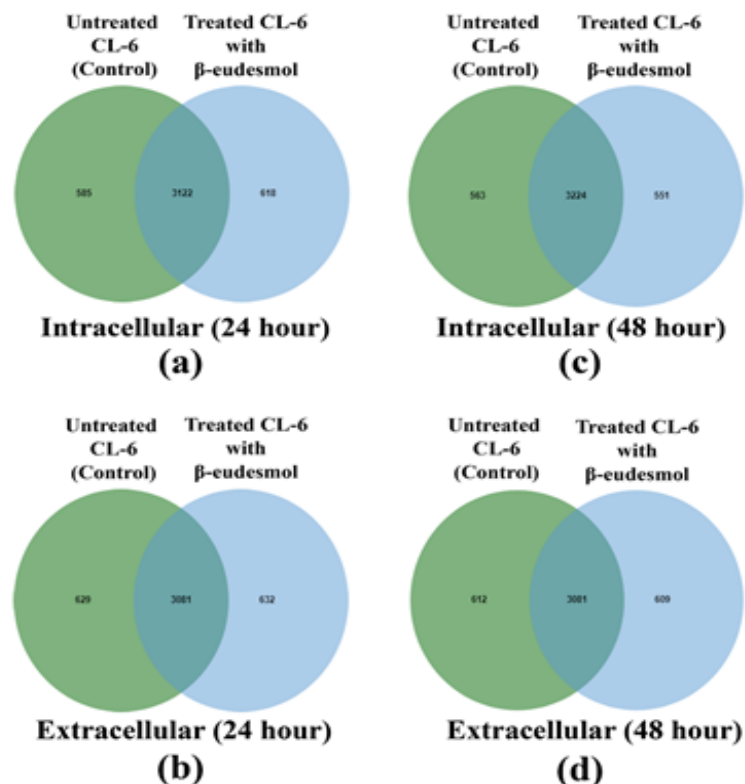 Untreated
CL-6
(Control)
Treated CL-6
with
β-eudesmol
585
3122
618
Intracellular (24 hour)
(a)
Untreated
CL-6
(Control)
Treated CL-6
with
β-eudesmol
563
3224
551
Intracellular (48 hour)
(c)
Untreated
CL-6
(Control)
Treated CL-6
with
β-eudesmol
629
3081
632
Extracellular (24 hour)
(b)
Untreated
CL-6
(Control)
Treated CL-6
with
β-eudesmol
612
3081
609
Extracellular (48 hour)
(d)